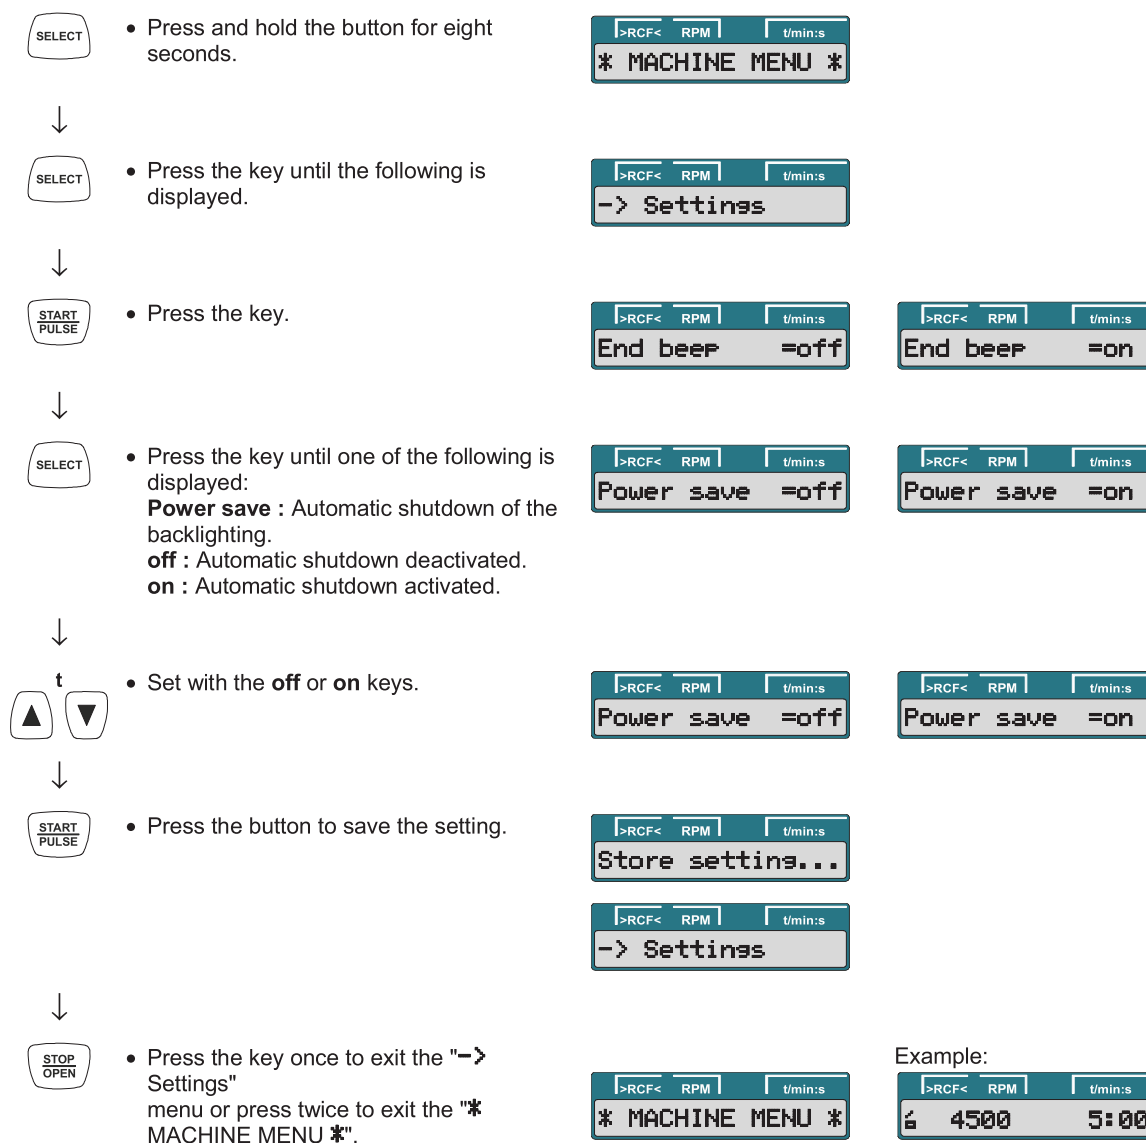 SELECT
• Press and hold the button for eight
seconds.
>RCF< RPM t/min:s
* MACHINE MENU *
↓
SELECT
• Press the key until the following is
displayed.
>RCF< RPM t/min:s
-> Settings
↓
START
PULSE
• Press the key.
>RCF< RPM t/min:s
End beep =off
>RCF< RPM t/min:s
End beep =on
↓
SELECT
• Press the key until one of the following is
displayed:
Power save : Automatic shutdown of the
backlighting.
off : Automatic shutdown deactivated.
on : Automatic shutdown activated.
>RCF< RPM t/min:s
Power save =off
>RCF< RPM t/min:s
Power save =on
↓
t
▲ ▼
• Set with the off or on keys.
>RCF< RPM t/min:s
Power save =off
>RCF< RPM t/min:s
Power save =on
↓
START
PULSE
• Press the button to save the setting.
>RCF< RPM t/min:s
Store setting...
>RCF< RPM t/min:s
-> Settings
↓
STOP
OPEN
• Press the key once to exit the "->
Settings"
menu or press twice to exit the "*
MACHINE MENU *".
>RCF< RPM t/min:s
* MACHINE MENU *
Example:
>RCF< RPM t/min:s
4500 5:00